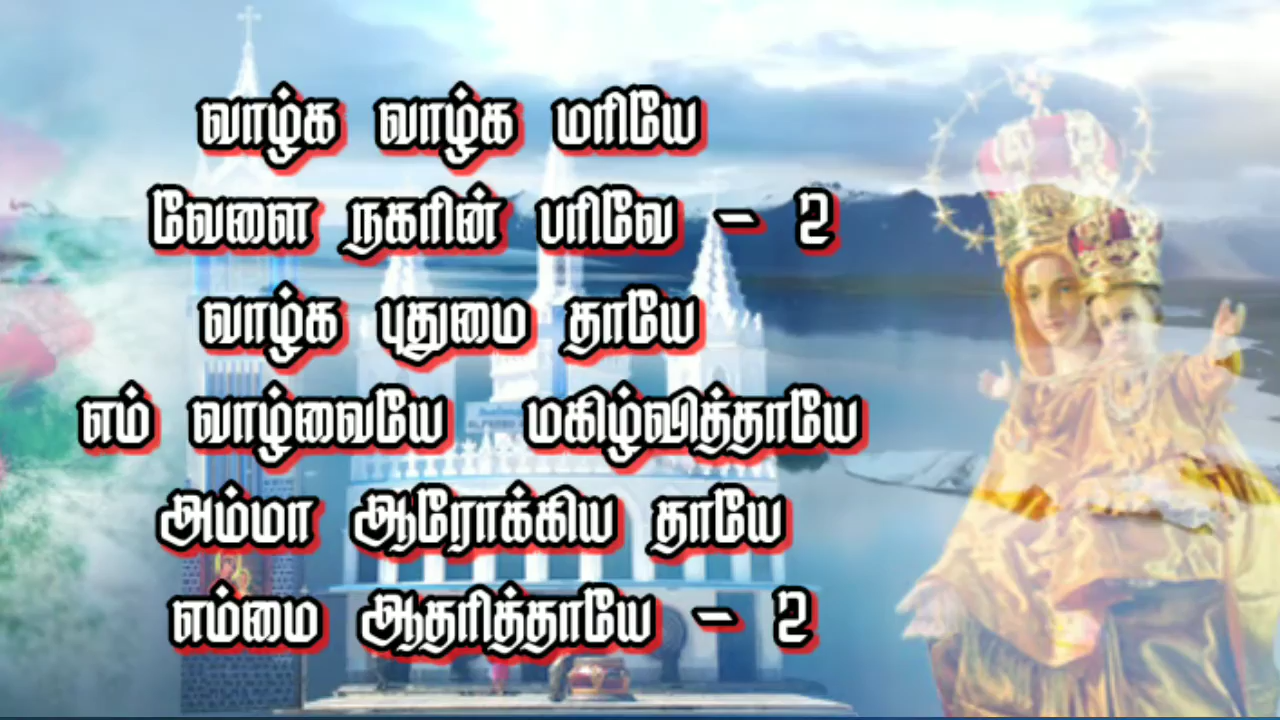 வாழ்க வாழ்க மரியே
வேளை நகரின் பரிவே - 2
வாழ்க புதுமை தாயே
எம் வாழ்வையே மகிழ்வித்தாயே
அம்மா ஆரோக்கிய தாயே
எம்மை ஆதரித்தாயே - 2